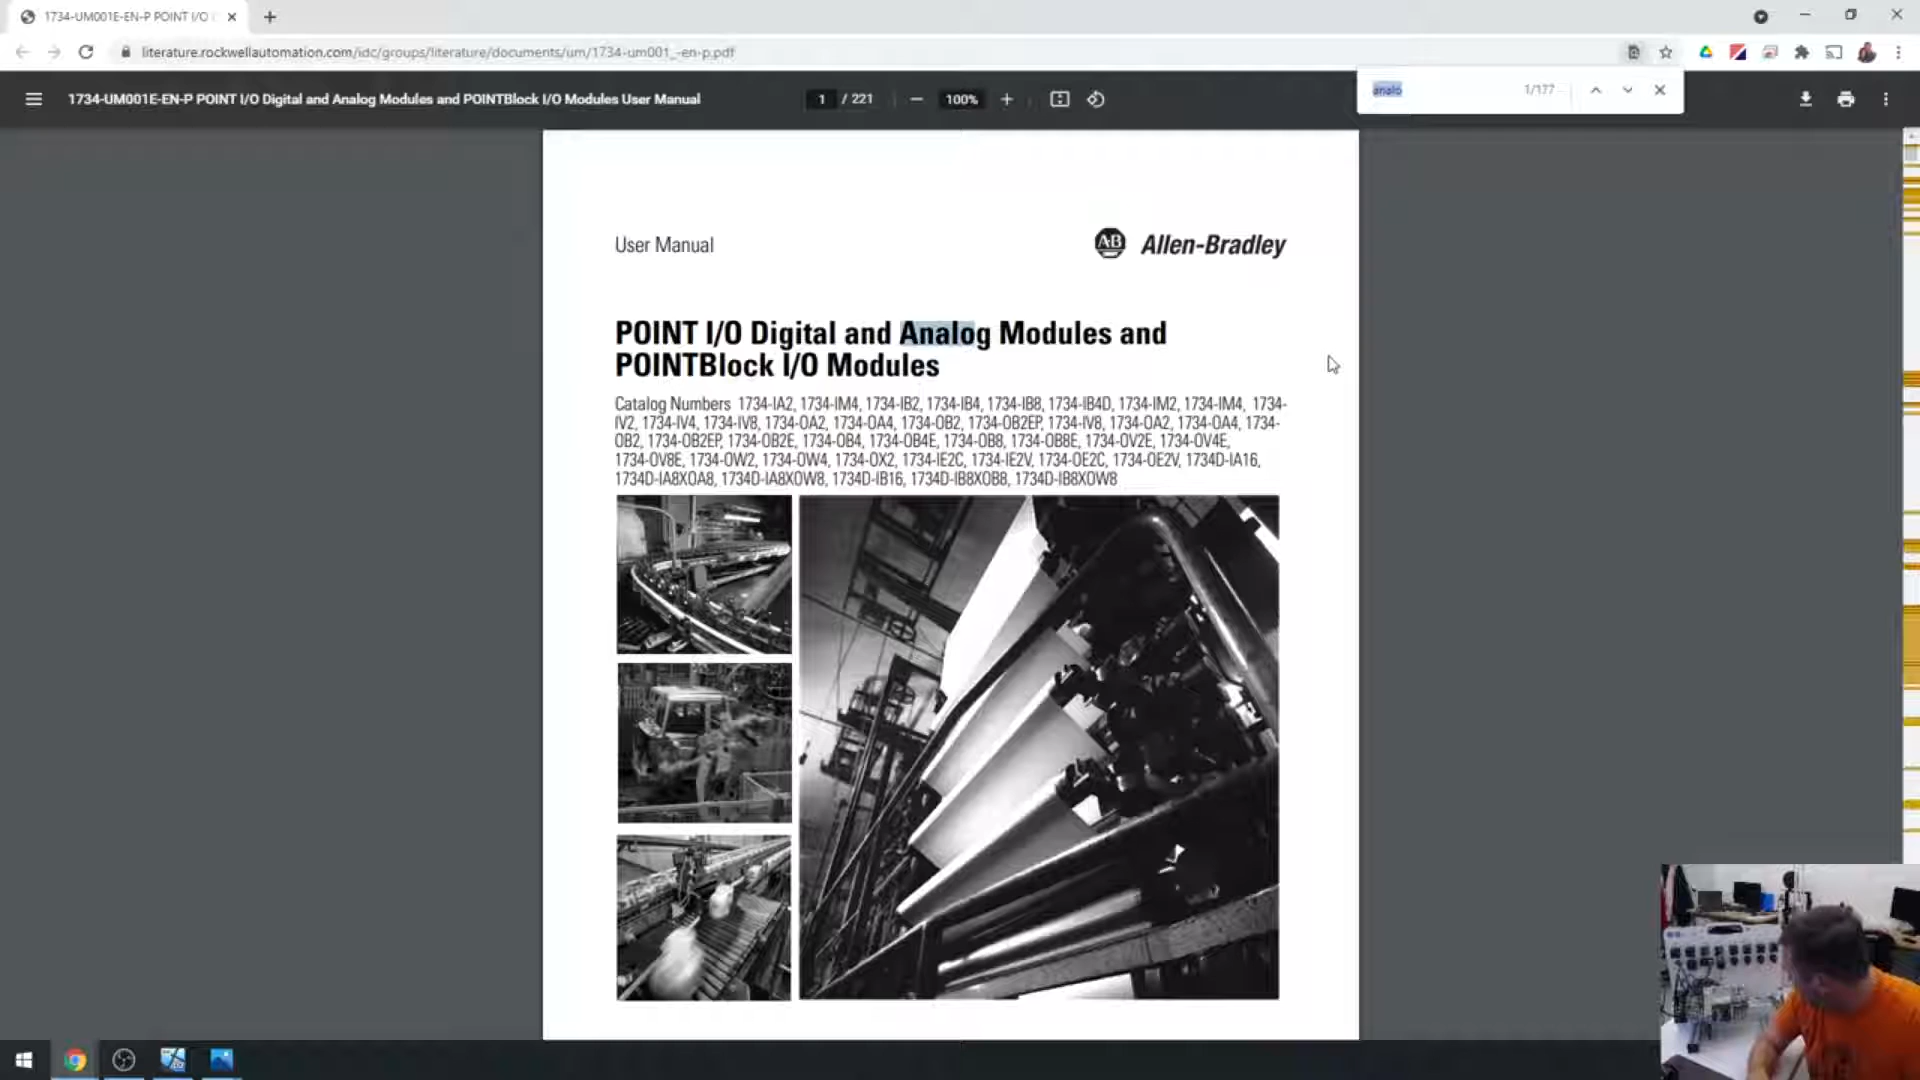 1734-UM001E-EN-P POINT I/O
literature.rockwellautomation.com/idc/groups/literature/documents/um/1734-um001_-en-p.pdf
1734-UM001E-EN-P POINT I/O Digital and Analog Modules and POINTBlock I/O Modules User Manual
1 / 221
100%
analo
1/177
User Manual
AB Allen-Bradley
POINT I/O Digital and Analog Modules and
POINTBlock I/O Modules
Catalog Numbers 1734-IA2, 1734-IM4, 1734-IB2, 1734-IB4, 1734-IB8, 1734-IB4D, 1734-IM2, 1734-IM4, 1734-
IV2, 1734-IV4, 1734-IV8, 1734-OA2, 1734-OA4, 1734-OB2, 1734-OB2EP, 1734-IV8, 1734-OA2, 1734-OA4, 1734-
OB2, 1734-OB2EP, 1734-OB2E, 1734-OB4, 1734-OB4E, 1734-OB8, 1734-OB8E, 1734-OV2E, 1734-OV4E,
1734-OV8E, 1734-OW2, 1734-OW4, 1734-OX2, 1734-IE2C, 1734-IE2V, 1734-OE2C, 1734-OE2V, 1734D-IA16,
1734D-IA8XOA8, 1734D-IA8XOW8, 1734D-IB16, 1734D-IB8XOB8, 1734D-IB8XOW8